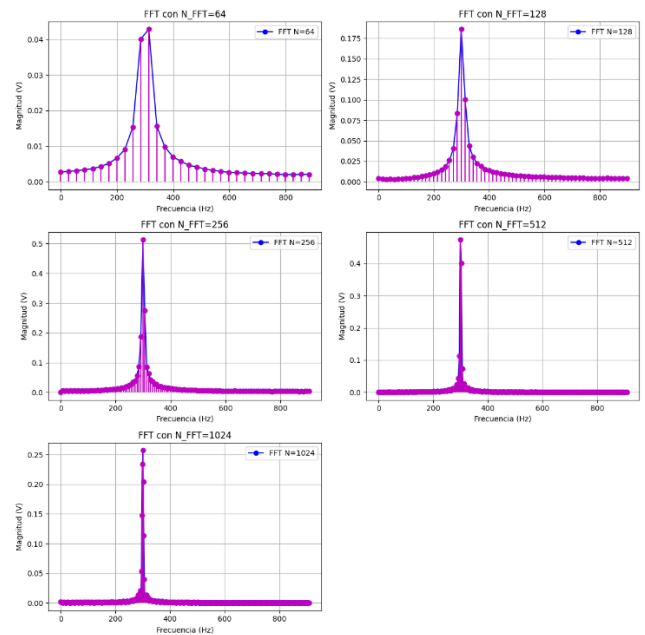 FFT con N_FFT=64
FFT N=64
Magnitud (V)
0.04
0.03
0.02
0.01
0.00
0 200 400 600 800
Frecuencia (Hz)
FFT con N_FFT=128
FFT N=128
Magnitud (V)
0.175
0.150
0.125
0.100
0.075
0.050
0.025
0.000
0 200 400 600 800
Frecuencia (Hz)
FFT con N_FFT=256
FFT N=256
Magnitud (V)
0.5
0.4
0.3
0.2
0.1
0.0
0 200 400 600 800
Frecuencia (Hz)
FFT con N_FFT=512
FFT N=512
Magnitud (V)
0.4
0.3
0.2
0.1
0.0
0 200 400 600 800
Frecuencia (Hz)
FFT con N_FFT=1024
FFT N=1024
Magnitud (V)
0.25
0.20
0.15
0.10
0.05
0.00
0 200 400 600 800
Frecuencia (Hz)